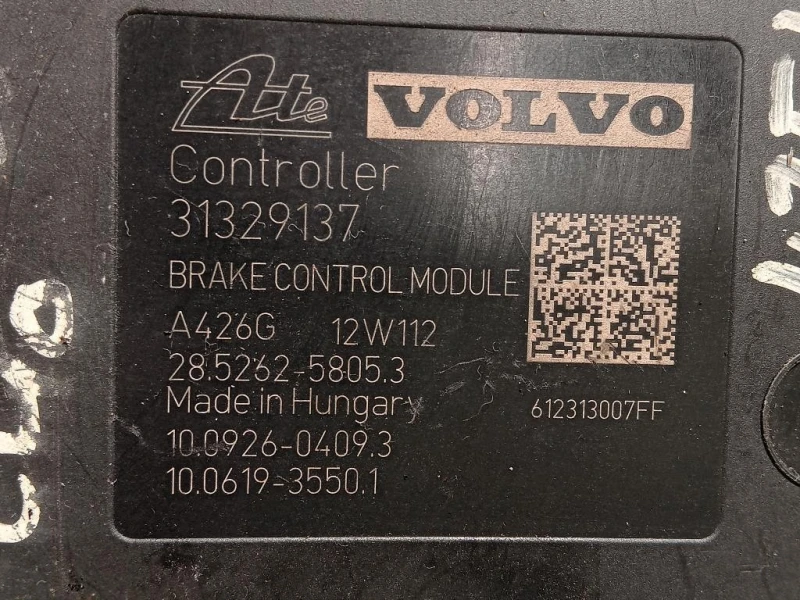 Ate VOLVO
Controller
31329137
BRAKE CONTROL MODULE
A426G 12W112
28.5262-5805.3
Made in Hungary
612313007FF
10.0926-0409.3
10.0619-3550.1